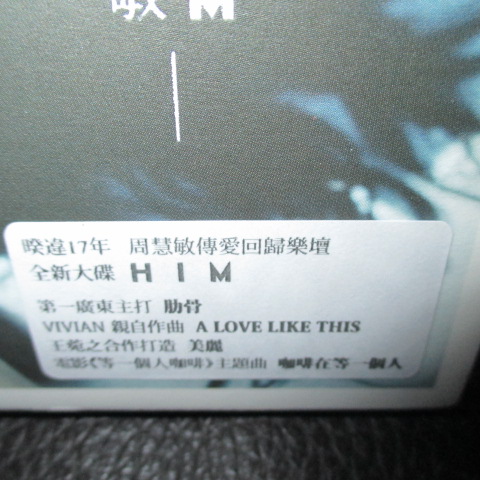 敏 M
睽違17年 周慧敏傳愛回歸樂壇
全新大碟 H I M
第一廣東主打 肋骨
VIVIAN 親自作曲 A LOVE LIKE THIS
王菀之合作打造 美麗
電影《等一個人咖啡》主題曲 咖啡在等一個人